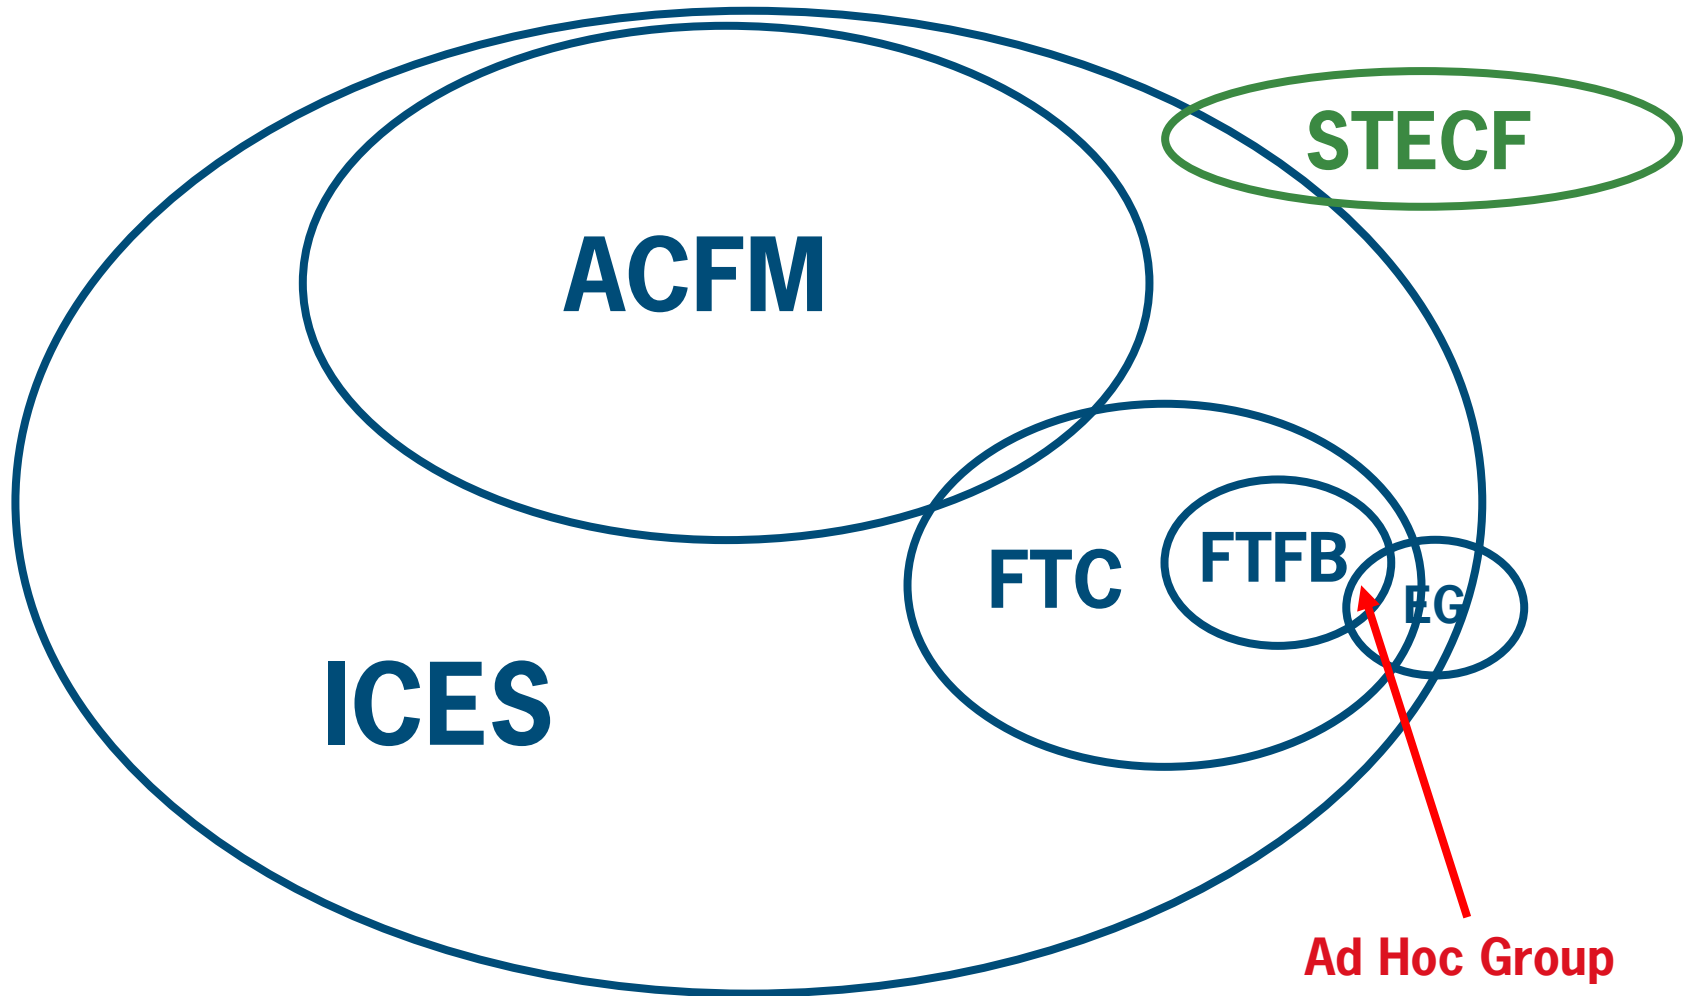 STECF
ACFM
FTFB
FTC
EG
ICES
Ad Hoc Group